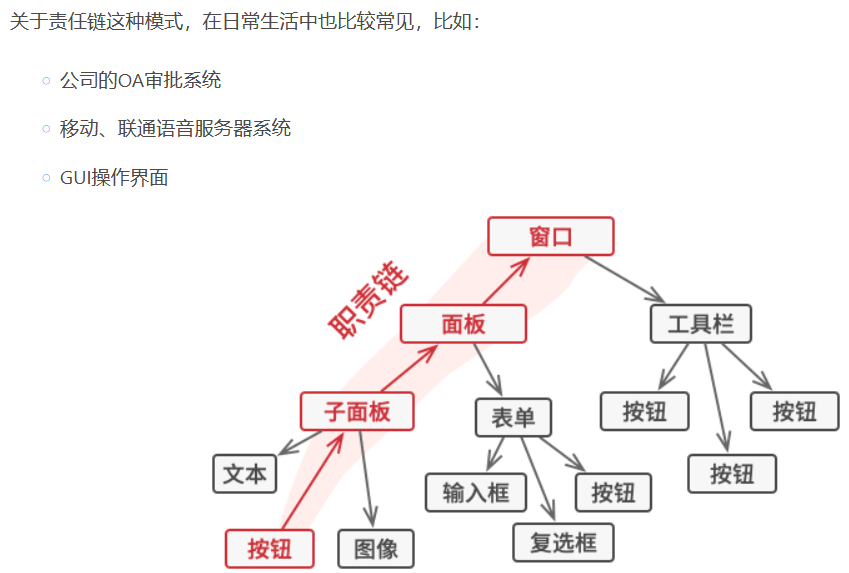 关于责任链这种模式，在日常生活中也比较常见，比如：
公司的OA审批系统
移动、联通语音服务器系统
GUI操作界面
窗口
职责链
面板
工具栏
子面板
表单
按钮
按钮
文本
输入框
按钮
按钮
按钮
图像
复选框